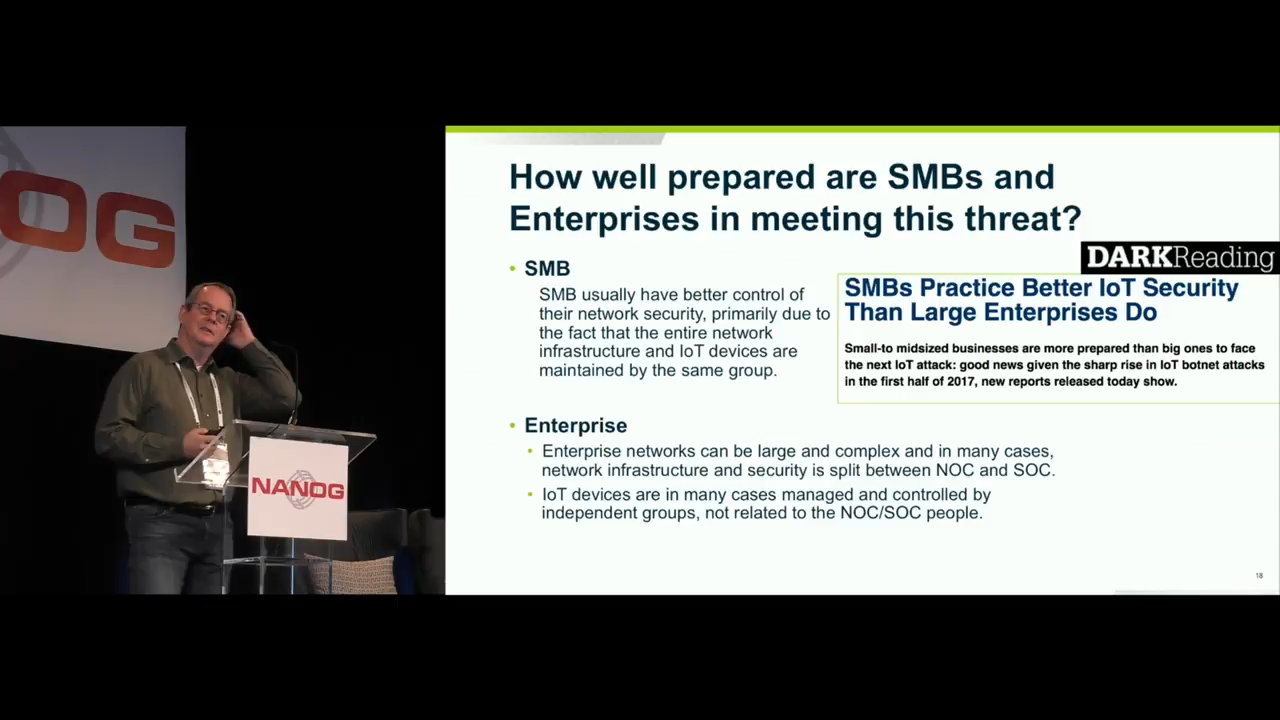 OG
NANOG
How well prepared are SMBs and
Enterprises in meeting this threat?
• SMB
SMB usually have better control of
their network security, primarily due to
the fact that the entire network
infrastructure and IoT devices are
maintained by the same group.
DARKReading
SMBs Practice Better IoT Security
Than Large Enterprises Do
Small-to midsized businesses are more prepared than big ones to face
the next IoT attack: good news given the sharp rise in IoT botnet attacks
in the first half of 2017, new reports released today show.
• Enterprise
• Enterprise networks can be large and complex and in many cases,
network infrastructure and security is split between NOC and SOC.
• IoT devices are in many cases managed and controlled by
independent groups, not related to the NOC/SOC people.
18